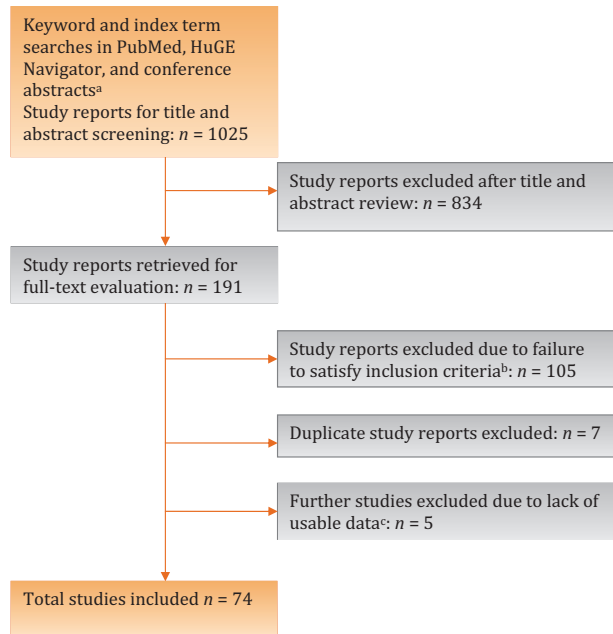 Keyword and index term
searches in PubMed, HuGE
Navigator, and conference
abstractsᵃ
Study reports for title and
abstract screening: n = 1025
Study reports excluded after title and
abstract review: n = 834
Study reports retrieved for
full-text evaluation: n = 191
Study reports excluded due to failure
to satisfy inclusion criteriaᵇ: n = 105
Duplicate study reports excluded: n = 7
Further studies excluded due to lack of
usable dataᶜ: n = 5
Total studies included n = 74